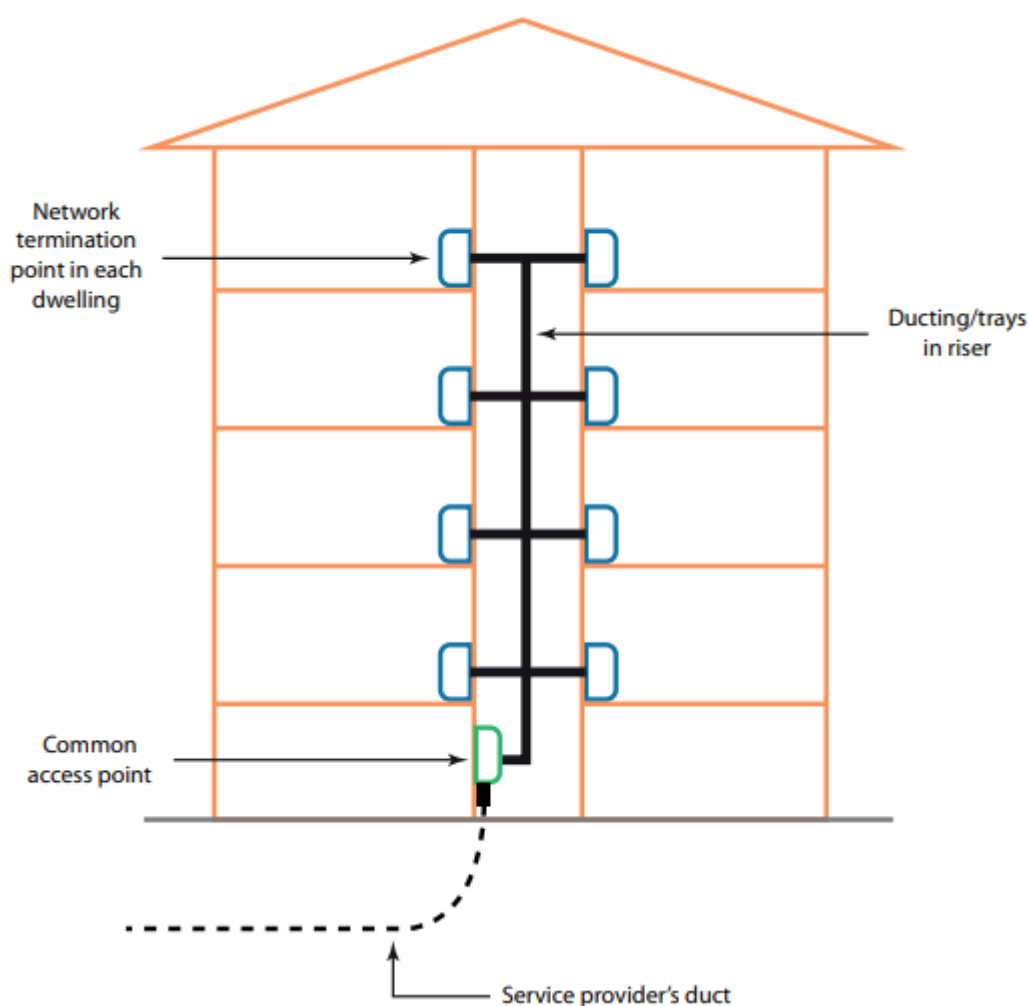 Network
termination
point in each
dwelling
Ducting/trays
in riser
Common
access point
Service provider's duct